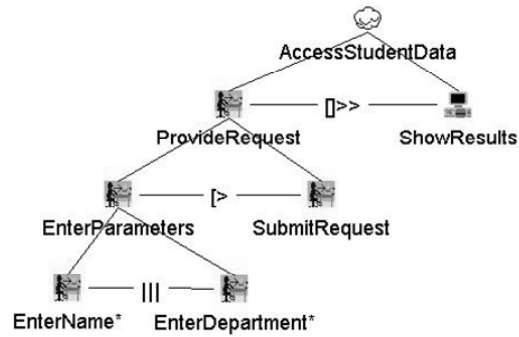 AccessStudentData
[]>>
ProvideRequest
ShowResults
[>
EnterParameters
SubmitRequest
|||
EnterName*
EnterDepartment*